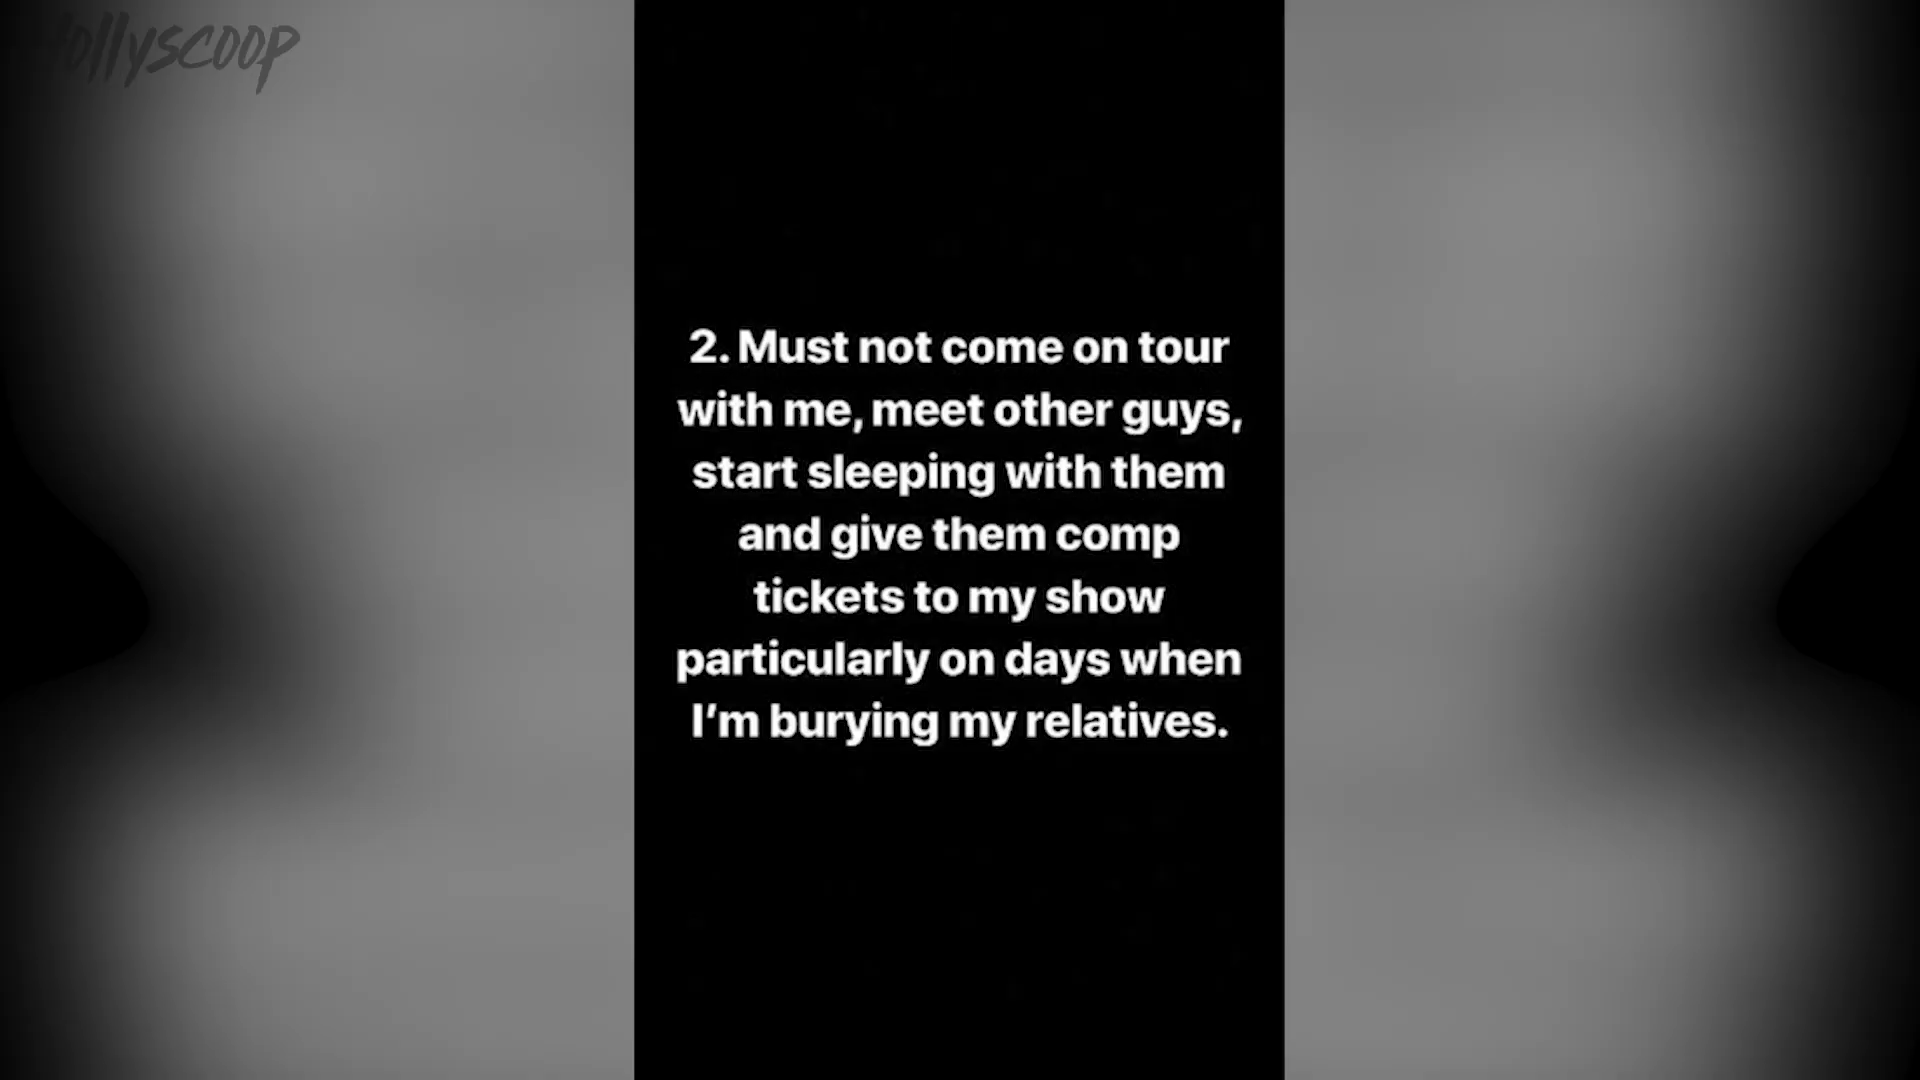 ollyscoop
2. Must not come on tour
with me, meet other guys,
start sleeping with them
and give them comp
tickets to my show
particularly on days when
I'm burying my relatives.